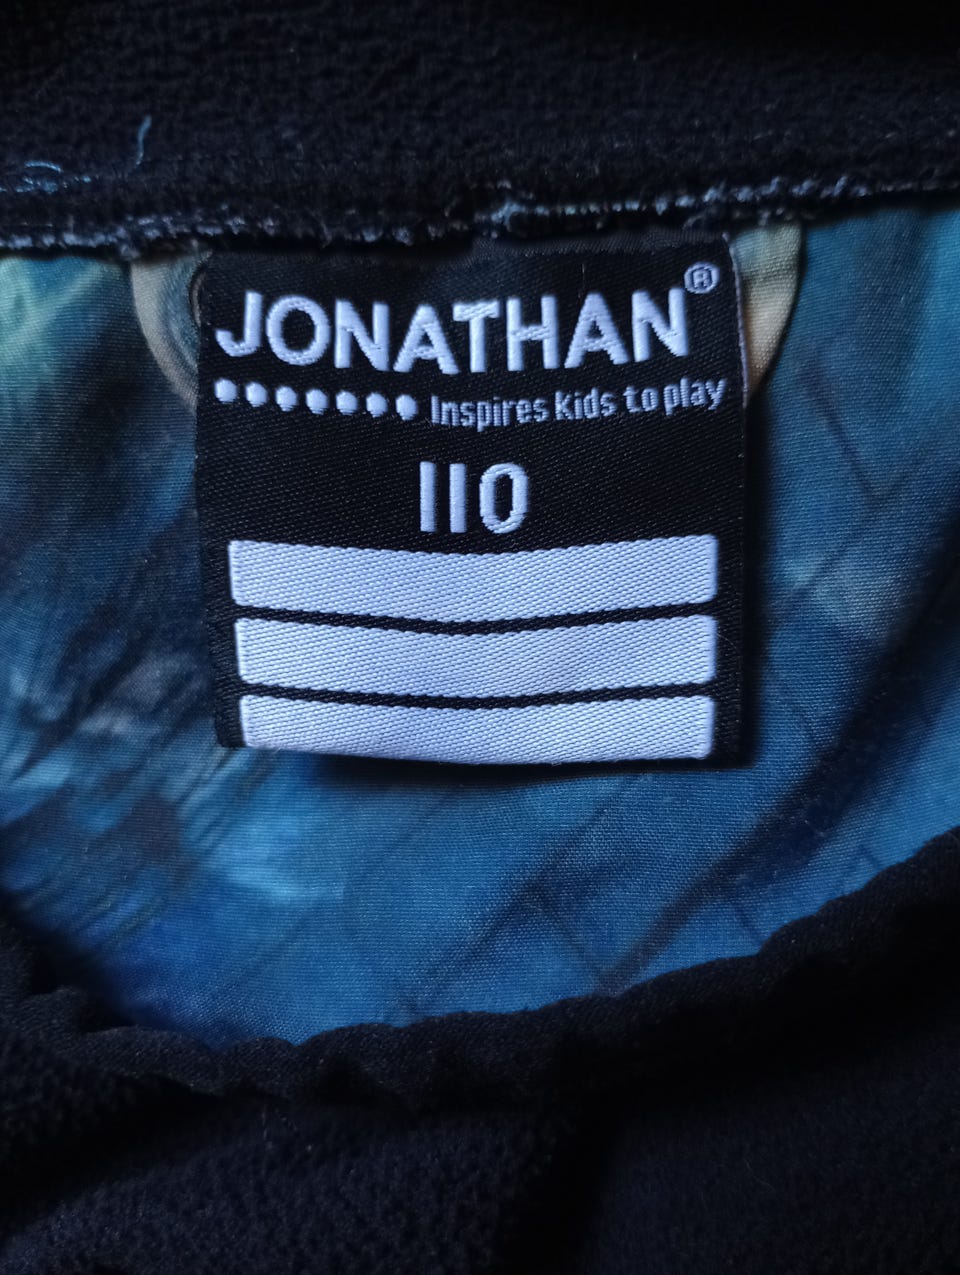 JONATHAN®
Inspires kids to play
110